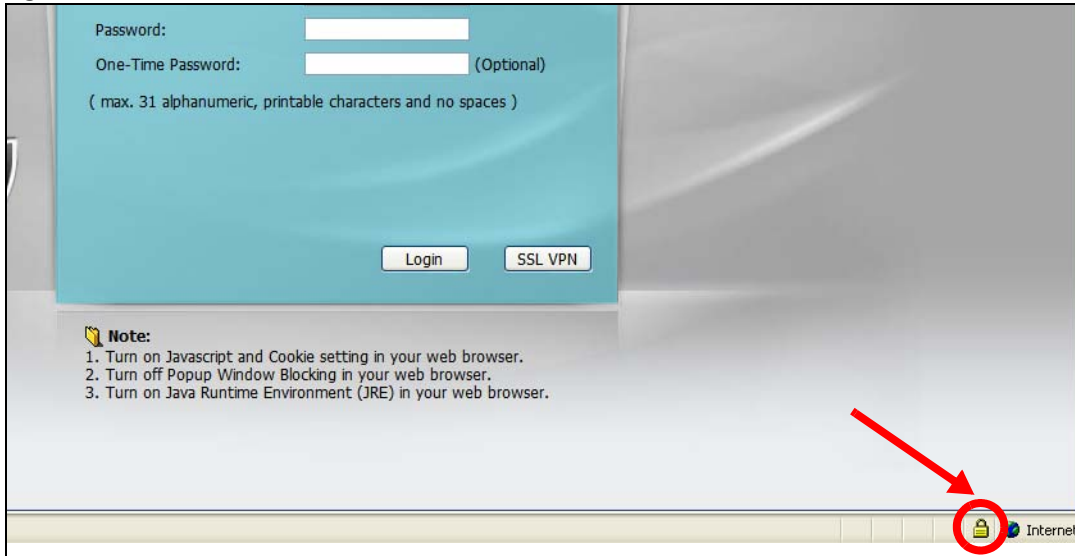 Password:
One-Time Password: (Optional)
( max. 31 alphanumeric, printable characters and no spaces )
Login SSL VPN
Note:
1. Turn on Javascript and Cookie setting in your web browser.
2. Turn off Popup Window Blocking in your web browser.
3. Turn on Java Runtime Environment (JRE) in your web browser.
Internet